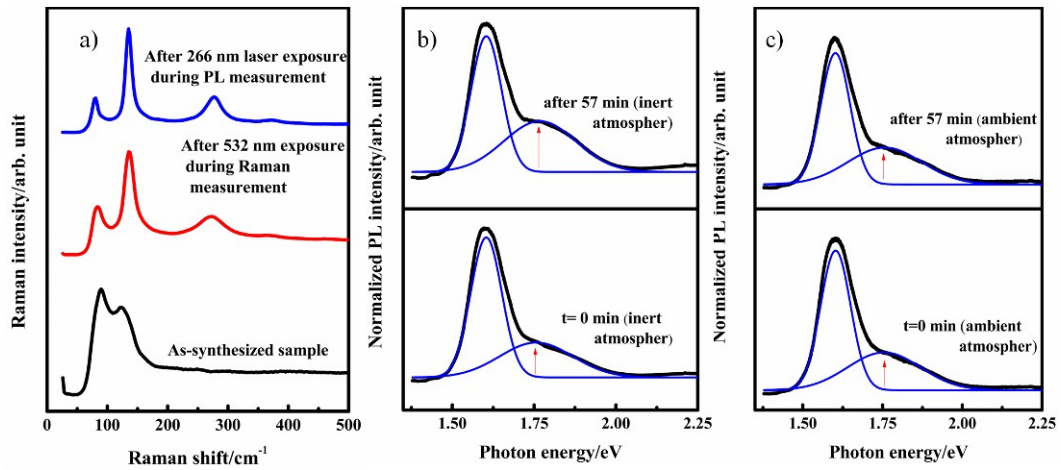 a)
After 266 nm laser exposure
during PL measurement
After 532 nm exposure
during Raman
measurement
As-synthesized sample
Raman intensity/arb. unit
0 100 200 300 400 500
Raman shift/cm-1
b)
after 57 min (inert
atmospher)
t= 0 min (inert
atmospher)
Normalized PL intensity/arb. unit
1.50 1.75 2.00 2.25
Photon energy/eV
c)
after 57 min (ambient
atmospher)
t=0 min (ambient
atmospher)
Normalized PL intensity/arb. unit
1.50 1.75 2.00 2.25
Photon energy/eV